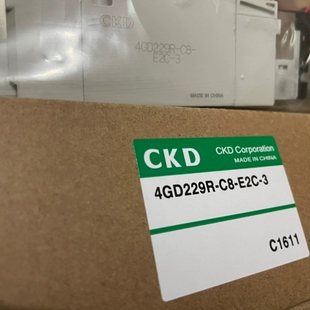 CKD
4GD229R-C8-
E2C-3
MADE IN CHINA
CKD
CKD Corporation
MADE IN CHINA
4GD229R-C8-E2C-3
C1611